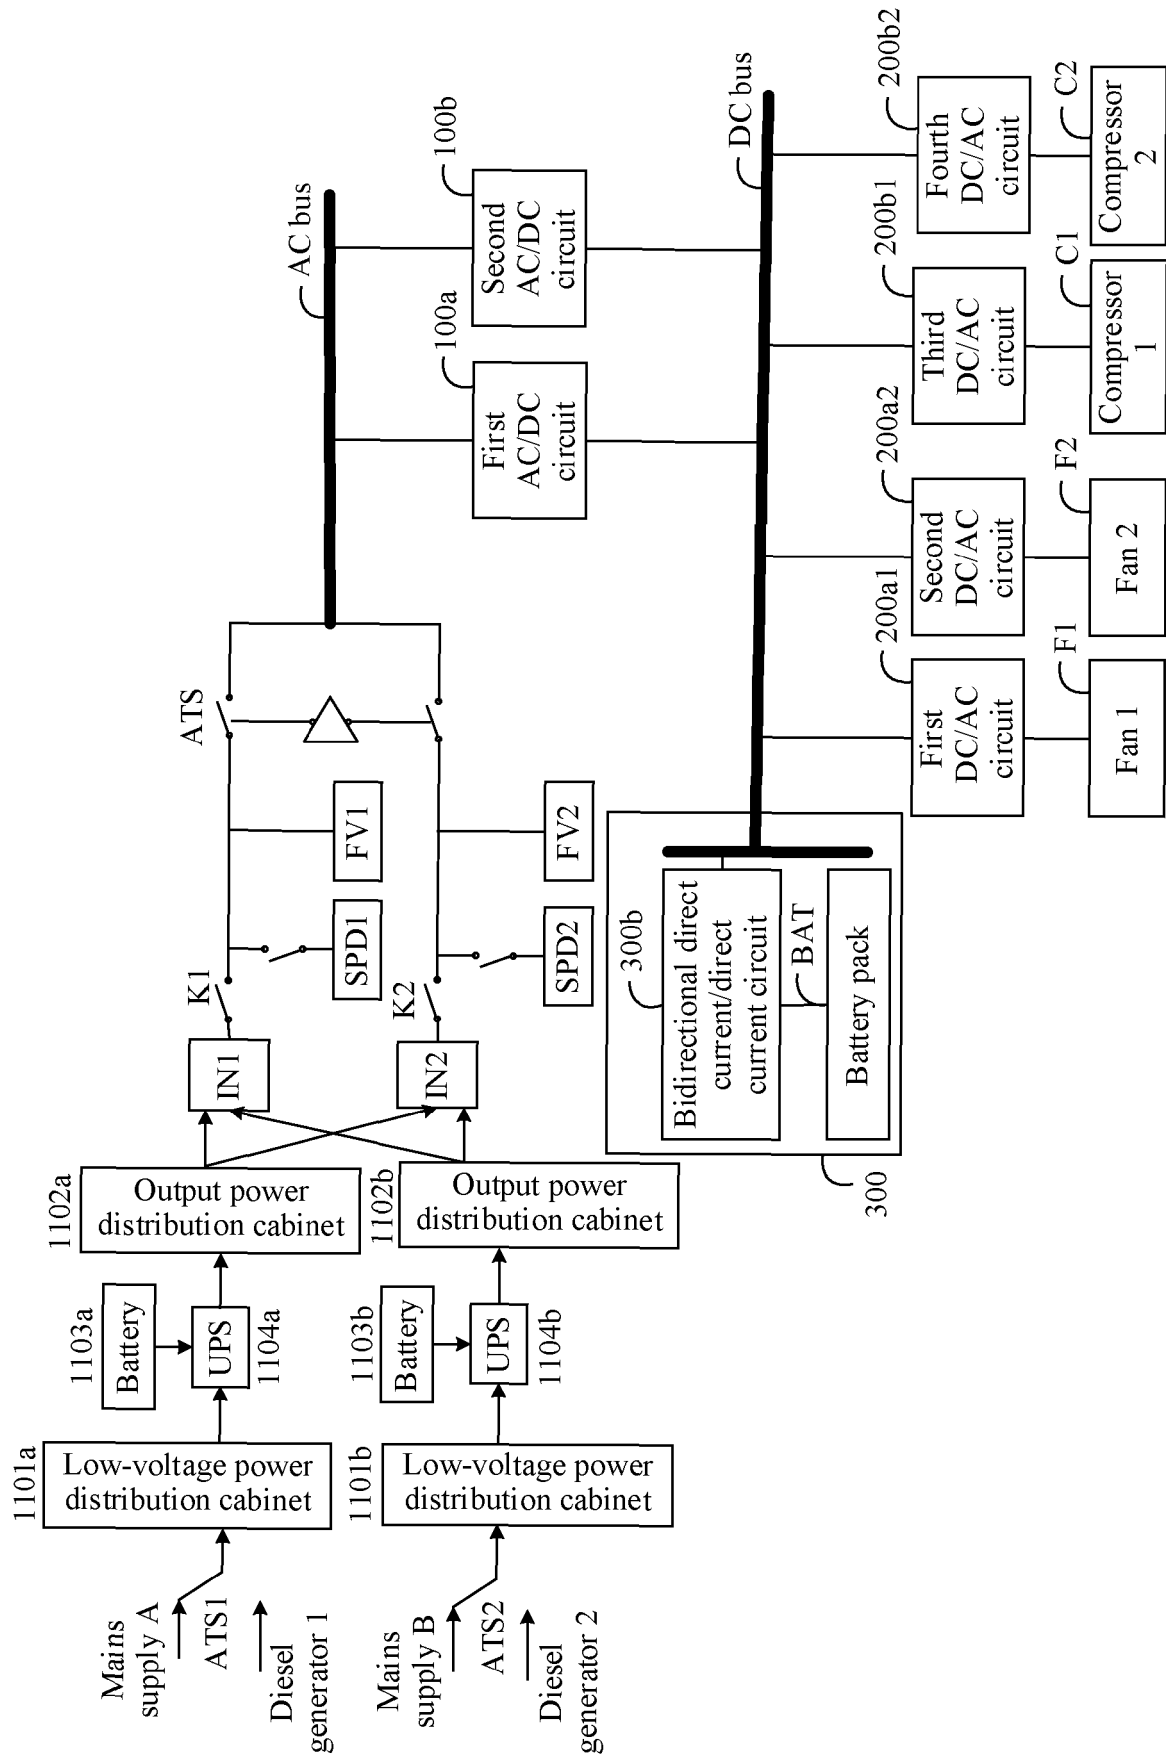 Mains
supply A
ATS1
Diesel
generator 1
1101a
Low-voltage power
distribution cabinet
1103a
Battery
UPS
1104a
1102a
Output power
distribution cabinet
IN1
K1
SPD1
FV1
ATS
AC bus
Mains
supply B
ATS2
Diesel
generator 2
1101b
Low-voltage power
distribution cabinet
1103b
Battery
UPS
1104b
1102b
Output power
distribution cabinet
IN2
K2
SPD2
FV2
100a
First
AC/DC
circuit
100b
Second
AC/DC
circuit
DC bus
300
300b
Bidirectional direct
current/direct
current circuit
BAT
Battery pack
200a1
First
DC/AC
circuit
F1
Fan 1
200a2
Second
DC/AC
circuit
F2
Fan 2
200b1
Third
DC/AC
circuit
C1
Compressor
1
200b2
Fourth
DC/AC
circuit
C2
Compressor
2